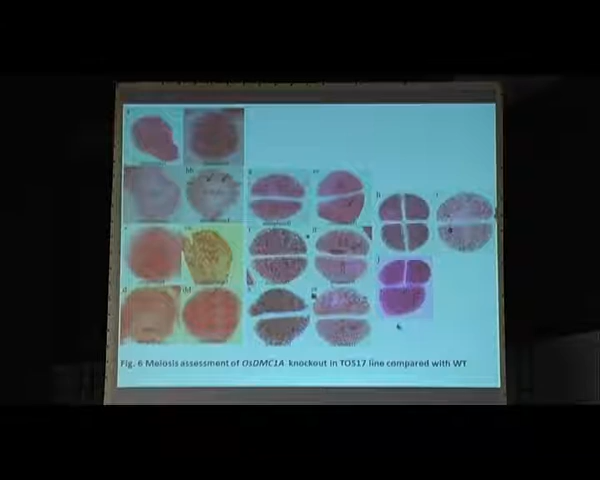 Fig. 6 Meiosis assessment of OsDMC1A knockout in TOS17 line compared with WT